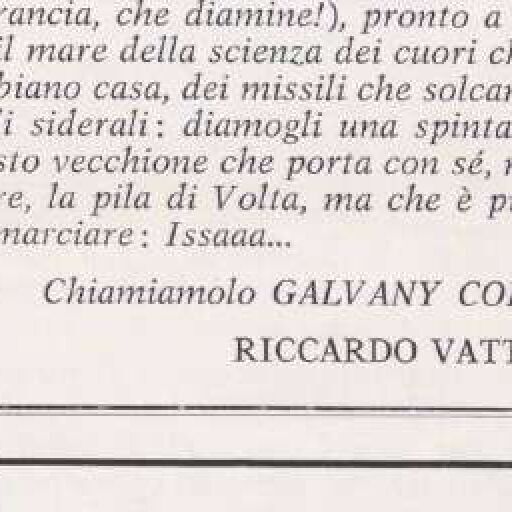 rancia, che diamine!), pronto a
il mare della scienza dei cuori ch
biano casa, dei missili che solcan
i siderali: diamogli una spinta
sto vecchione che porta con sé, n
re, la pila di Volta, ma che è pr
marciare: Issaaa...
Chiamiamolo GALVANY CO
RICCARDO VATT